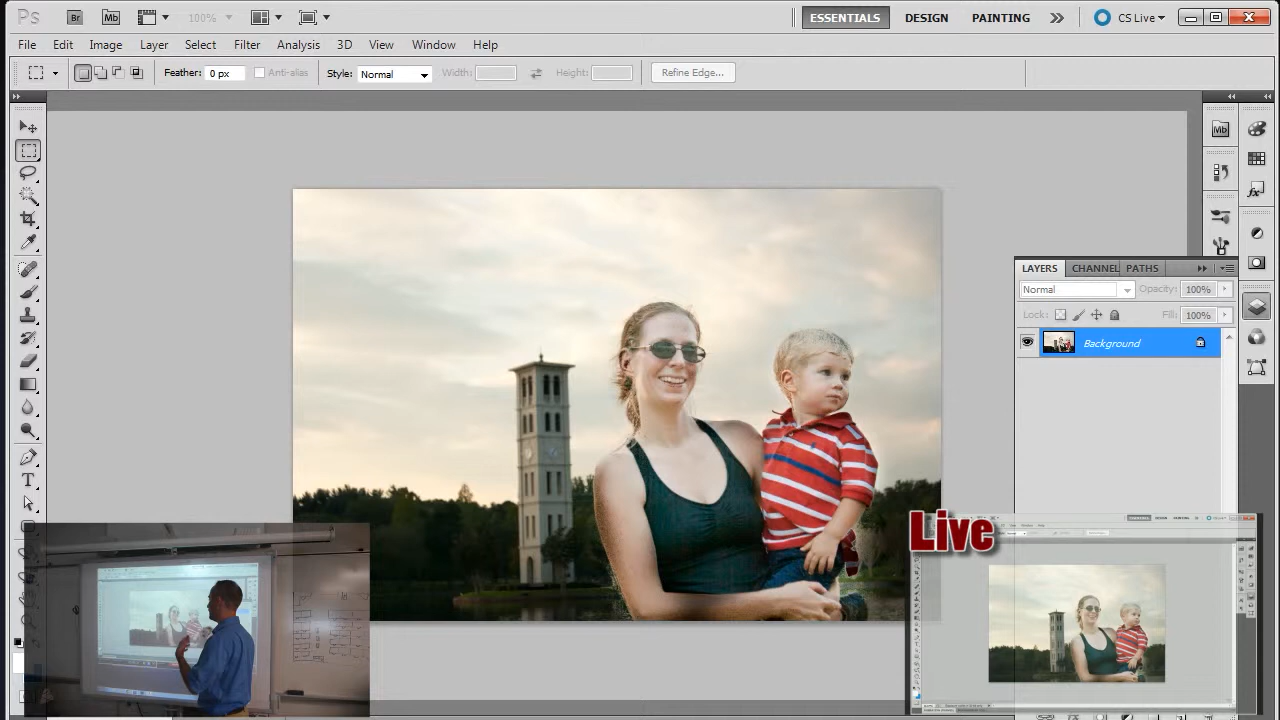 Ps Br Mb 100% ESSENTIALS DESIGN PAINTING CS Live
File Edit Image Layer Select Filter Analysis 3D View Window Help
Feather: 0 px Anti-alias Style: Normal Width: Height: Refine Edge...
Mb
LAYERS CHANNEL PATHS
Normal Opacity: 100%
Lock: Fill: 100%
Background
Live